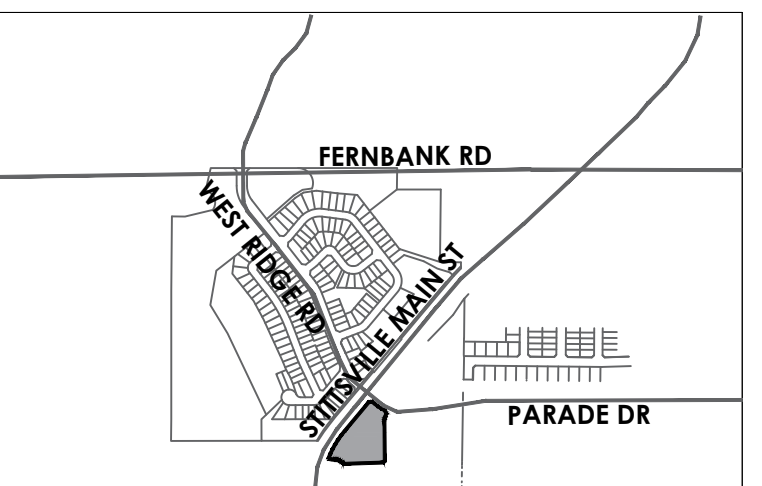 FERNBANK RD
WEST RIDGE RD
STITTSVILLE MAIN ST
PARADE DR